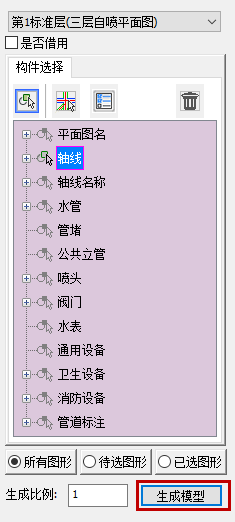 第1标准层(三层自喷平面图)
是否借用
构件选择
平面图名
轴线
轴线名称
水管
管堵
公共立管
喷头
阀门
水表
通用设备
卫生设备
消防设备
管道标注
所有图形 待选图形 已选图形
生成比例: 1 生成模型